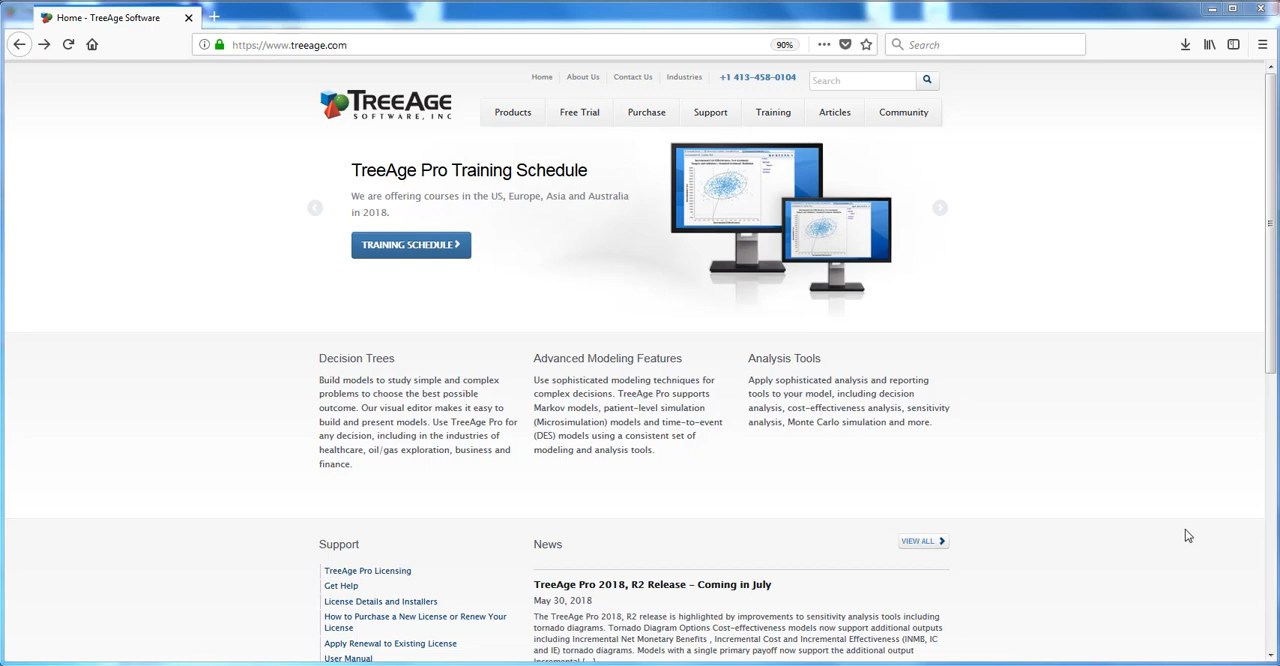 Home - TreeAge Software
https://www.treeage.com
90%
Search
Home
About Us
Contact Us
Industries
+1 413-458-0104
Search
TREEAGE
SOFTWARE, INC
Products
Free Trial
Purchase
Support
Training
Articles
Community
TreeAge Pro Training Schedule
We are offering courses in the US, Europe, Asia and Australia
in 2018.
TRAINING SCHEDULE
Decision Trees
Build models to study simple and complex
problems to choose the best possible
outcome. Our visual editor makes it easy to
build and present models. Use TreeAge Pro for
any decision, including in the industries of
healthcare, oil/gas exploration, business and
finance.
Advanced Modeling Features
Use sophisticated modeling techniques for
complex decisions. TreeAge Pro supports
Markov models, patient-level simulation
(Microsimulation) models and time-to-event
(DES) models using a consistent set of
modeling and analysis tools.
Analysis Tools
Apply sophisticated analysis and reporting
tools to your model, including decision
analysis, cost-effectiveness analysis, sensitivity
analysis, Monte Carlo simulation and more.
Support
TreeAge Pro Licensing
Get Help
License Details and Installers
How to Purchase a New License or Renew Your
License
Apply Renewal to Existing License
User Manual
News
VIEW ALL
TreeAge Pro 2018, R2 Release – Coming in July
May 30, 2018
The TreeAge Pro 2018, R2 release is highlighted by improvements to sensitivity analysis tools including
tornado diagrams. Tornado Diagram Options Cost-effectiveness models now support additional outputs
including Incremental Net Monetary Benefits , Incremental Cost and Incremental Effectiveness (INMB, IC
and IE) tornado diagrams. Models with a single primary payoff now support the additional output
Incremental [...]